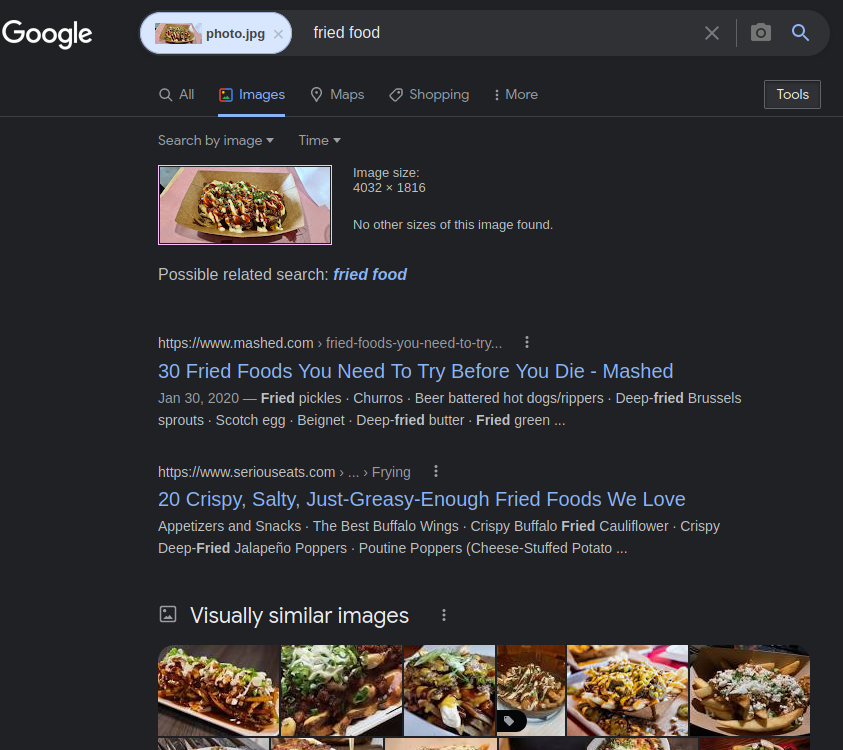 Google photo.jpg × fried food
All Images Maps Shopping More Tools
Search by image Time
Image size:
4032 × 1816
No other sizes of this image found.
Possible related search: fried food
https://www.mashed.com › fried-foods-you-need-to-try...
30 Fried Foods You Need To Try Before You Die - Mashed
Jan 30, 2020 — Fried pickles · Churros · Beer battered hot dogs/rippers · Deep-fried Brussels
sprouts · Scotch egg · Beignet · Deep-fried butter · Fried green ...
https://www.seriouseats.com › ... › Frying
20 Crispy, Salty, Just-Greasy-Enough Fried Foods We Love
Appetizers and Snacks · The Best Buffalo Wings · Crispy Buffalo Fried Cauliflower · Crispy
Deep-Fried Jalapeño Poppers · Poutine Poppers (Cheese-Stuffed Potato ...
Visually similar images